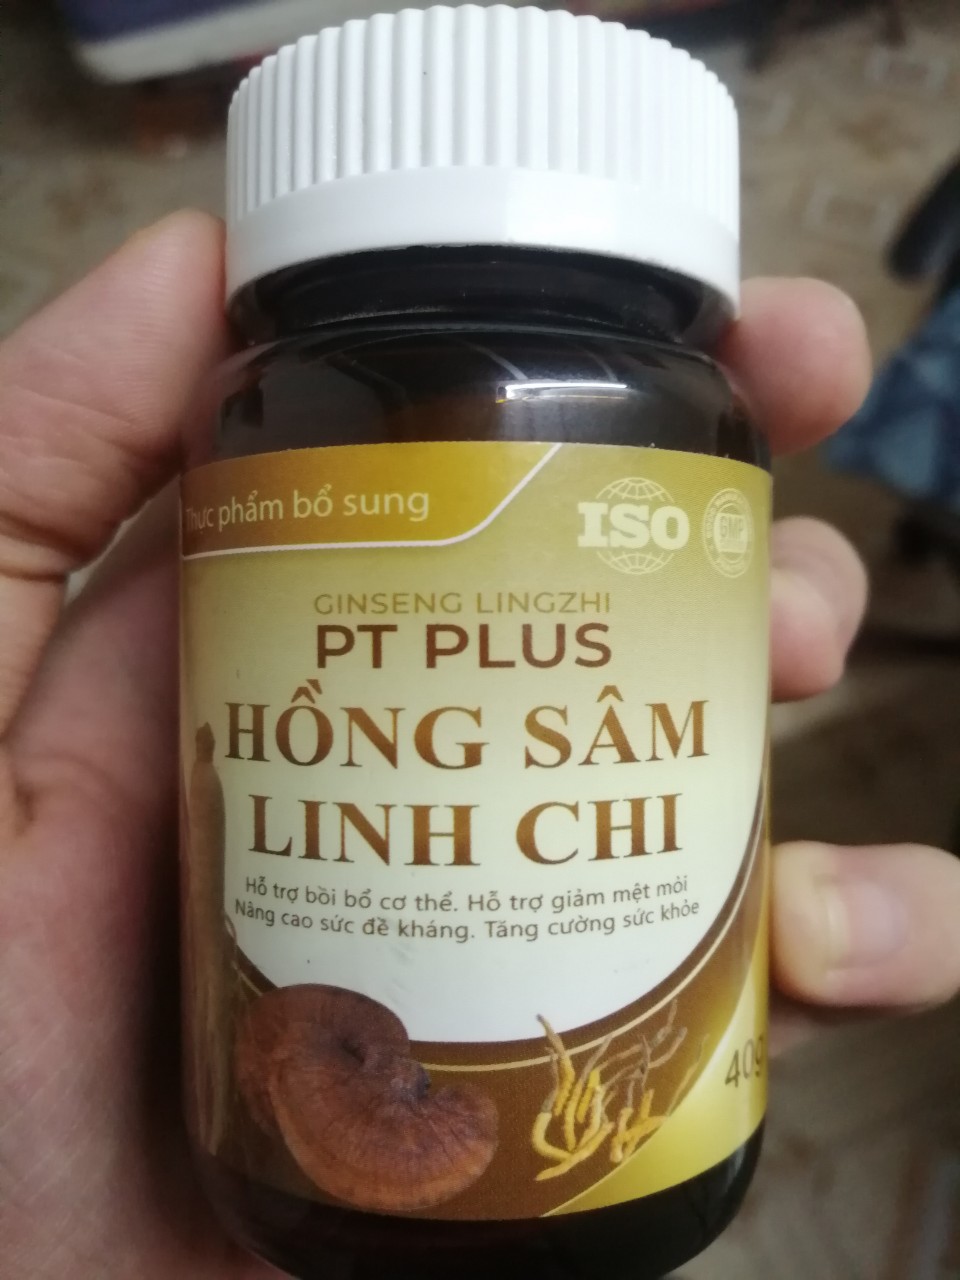 Thực phẩm bổ sung
ISO
GMP
GINSENG LINGZHI
PT PLUS
HỒNG SÂM
LINH CHI
Hỗ trợ bồi bổ cơ thể. Hỗ trợ giảm mệt mỏi
Nâng cao sức đề kháng. Tăng cường sức khỏe